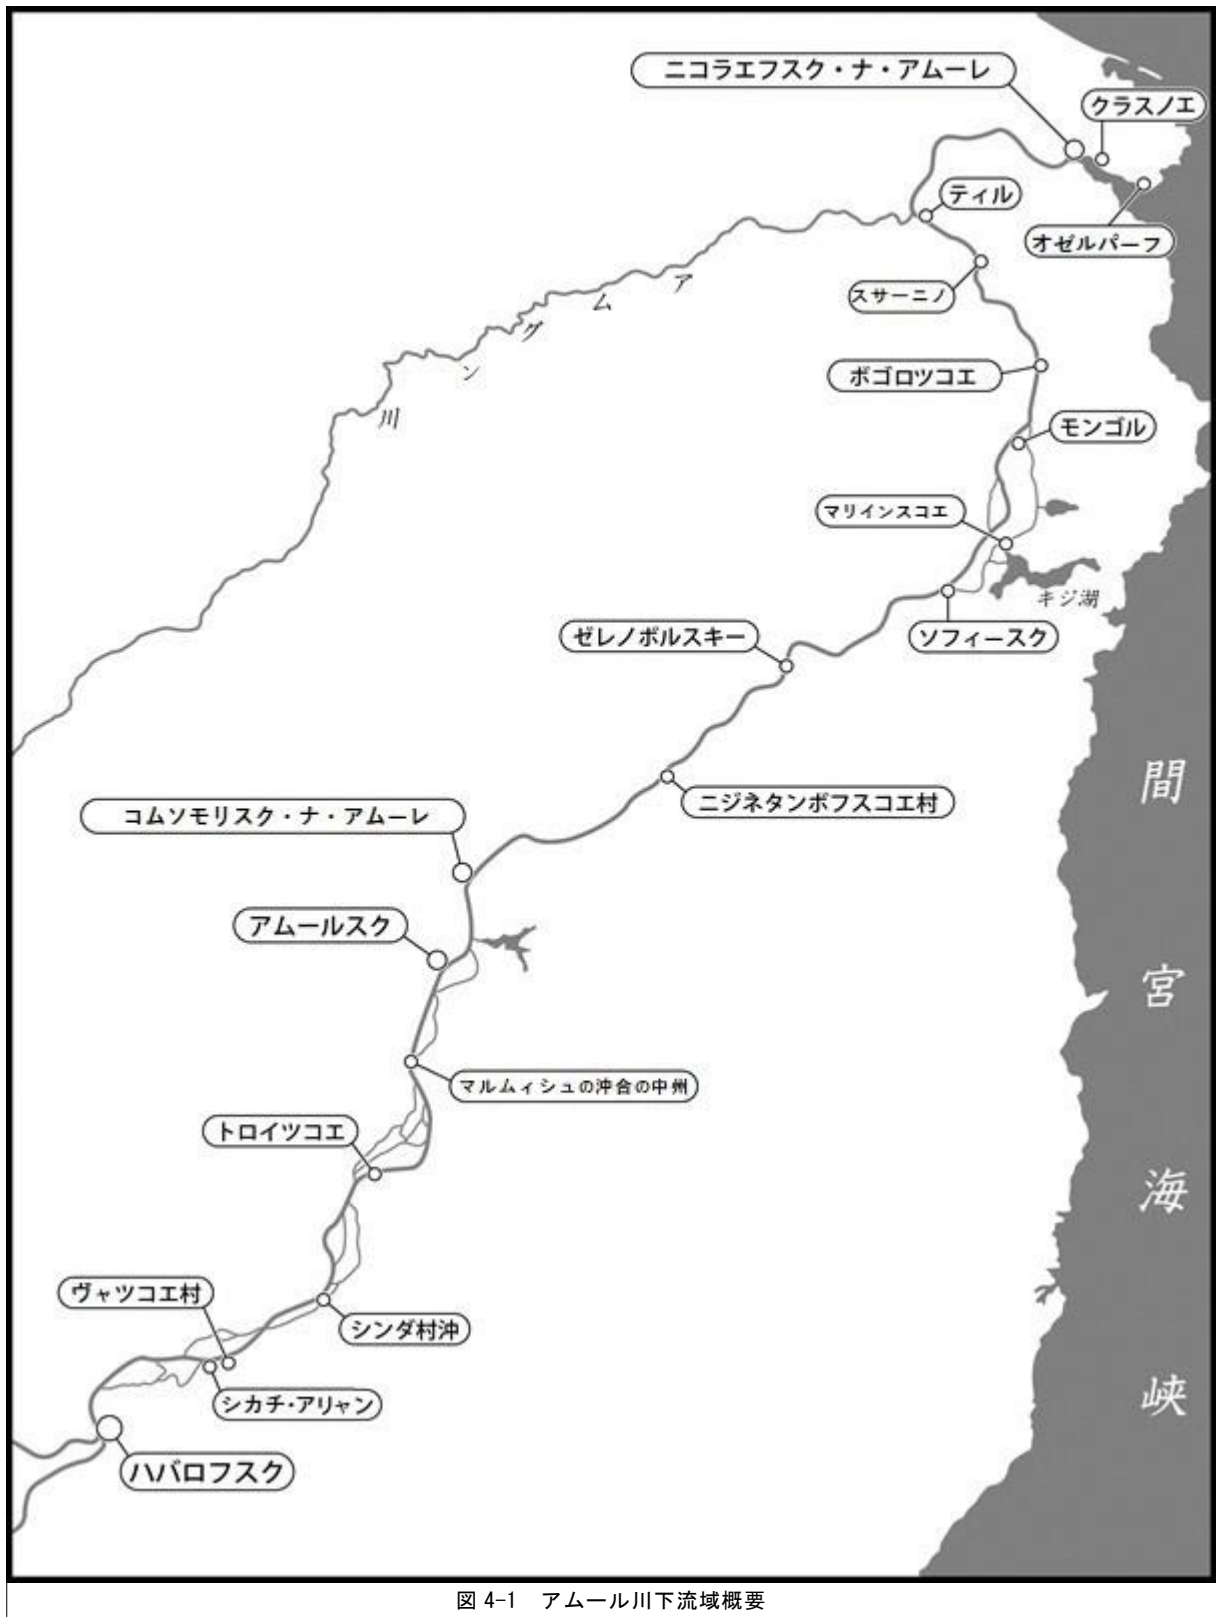 ニコラエフスク・ナ・アムーレ
クラスノエ
ティル
オゼルパーフ
スサーニノ
アムグン川
ボゴロツコエ
モンゴル
マリインスコエ
キジ湖
ソフィースク
ゼレノボルスキー
ニジネタンボフスコエ村
コムソモリスク・ナ・アムーレ
アムールスク
マルムィシュの沖合の中州
トロイツコエ
ヴャツコエ村
シンダ村沖
シカチ・アリャン
ハバロフスク
間宮海峡
図 4-1 アムール川下流域概要